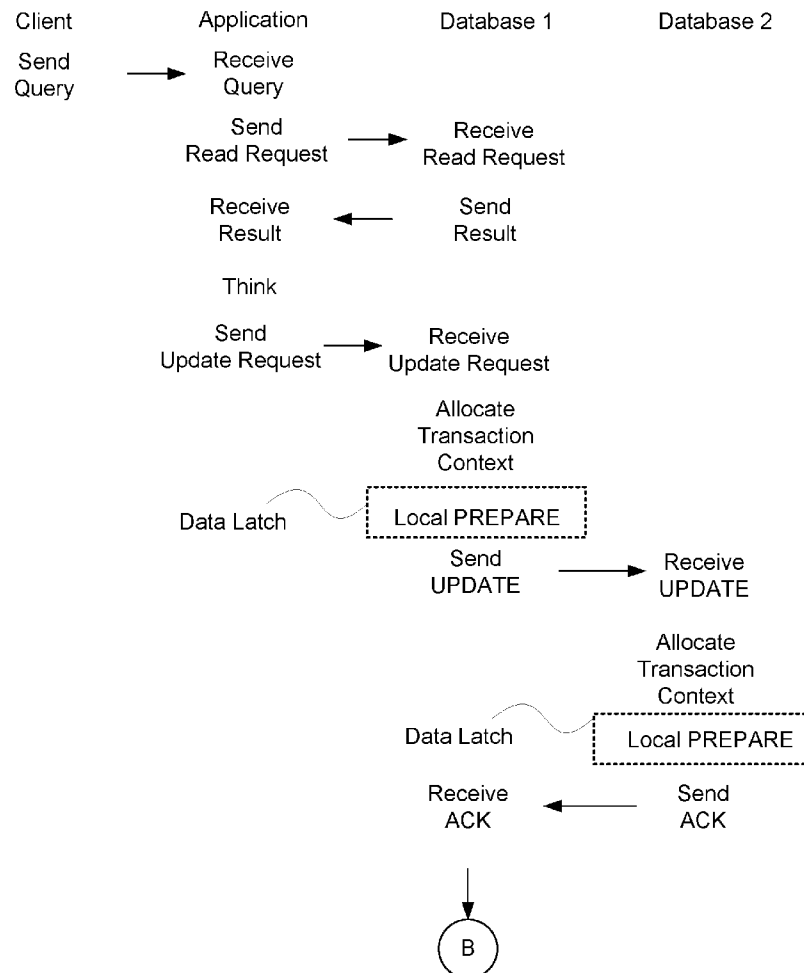 Client Application Database 1 Database 2
Send Receive
Query Query
Send Receive
Read Request Read Request
Receive Send
Result Result
Think
Send Receive
Update Request Update Request
Allocate
Transaction
Context
Data Latch Local PREPARE
Send Receive
UPDATE UPDATE
Allocate
Transaction
Context
Data Latch Local PREPARE
Receive Send
ACK ACK
B